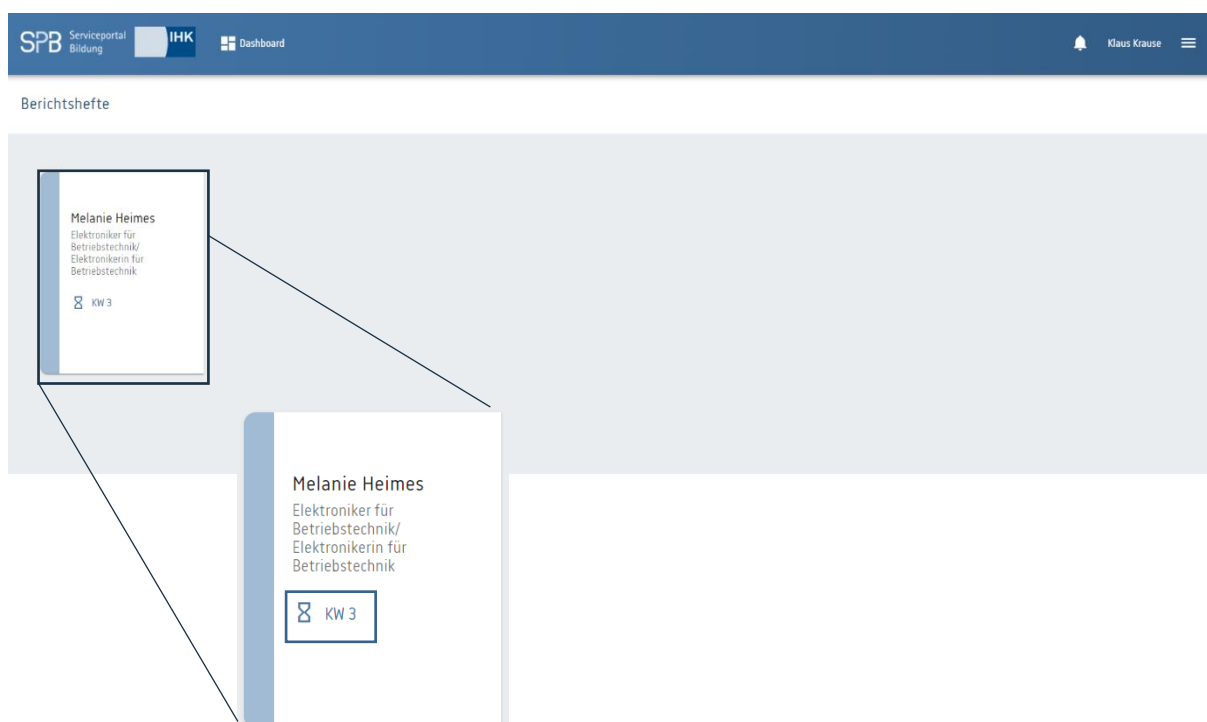 SPB Serviceportal Bildung IHK Dashboard Klaus Krause
Berichtshefte
Melanie Heimes
Elektroniker für
Betriebstechnik/
Elektronikerin für
Betriebstechnik
KW 3
Melanie Heimes
Elektroniker für
Betriebstechnik/
Elektronikerin für
Betriebstechnik
KW 3